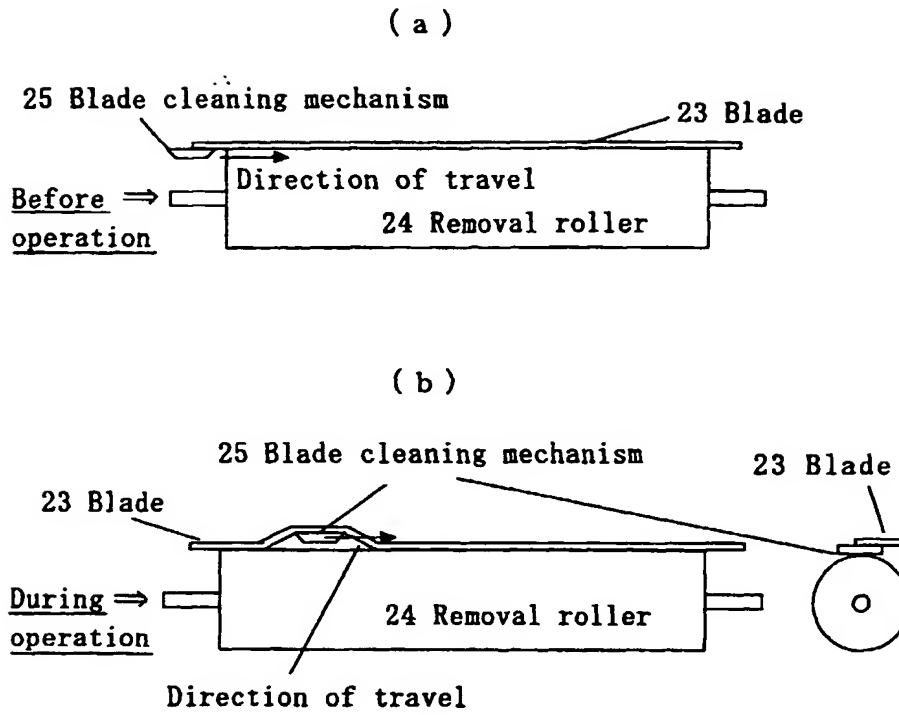 ( a )
25 Blade cleaning mechanism
23 Blade
Direction of travel
Before ⇒
operation
24 Removal roller
( b )
25 Blade cleaning mechanism
23 Blade
23 Blade
During ⇒
operation
24 Removal roller
Direction of travel